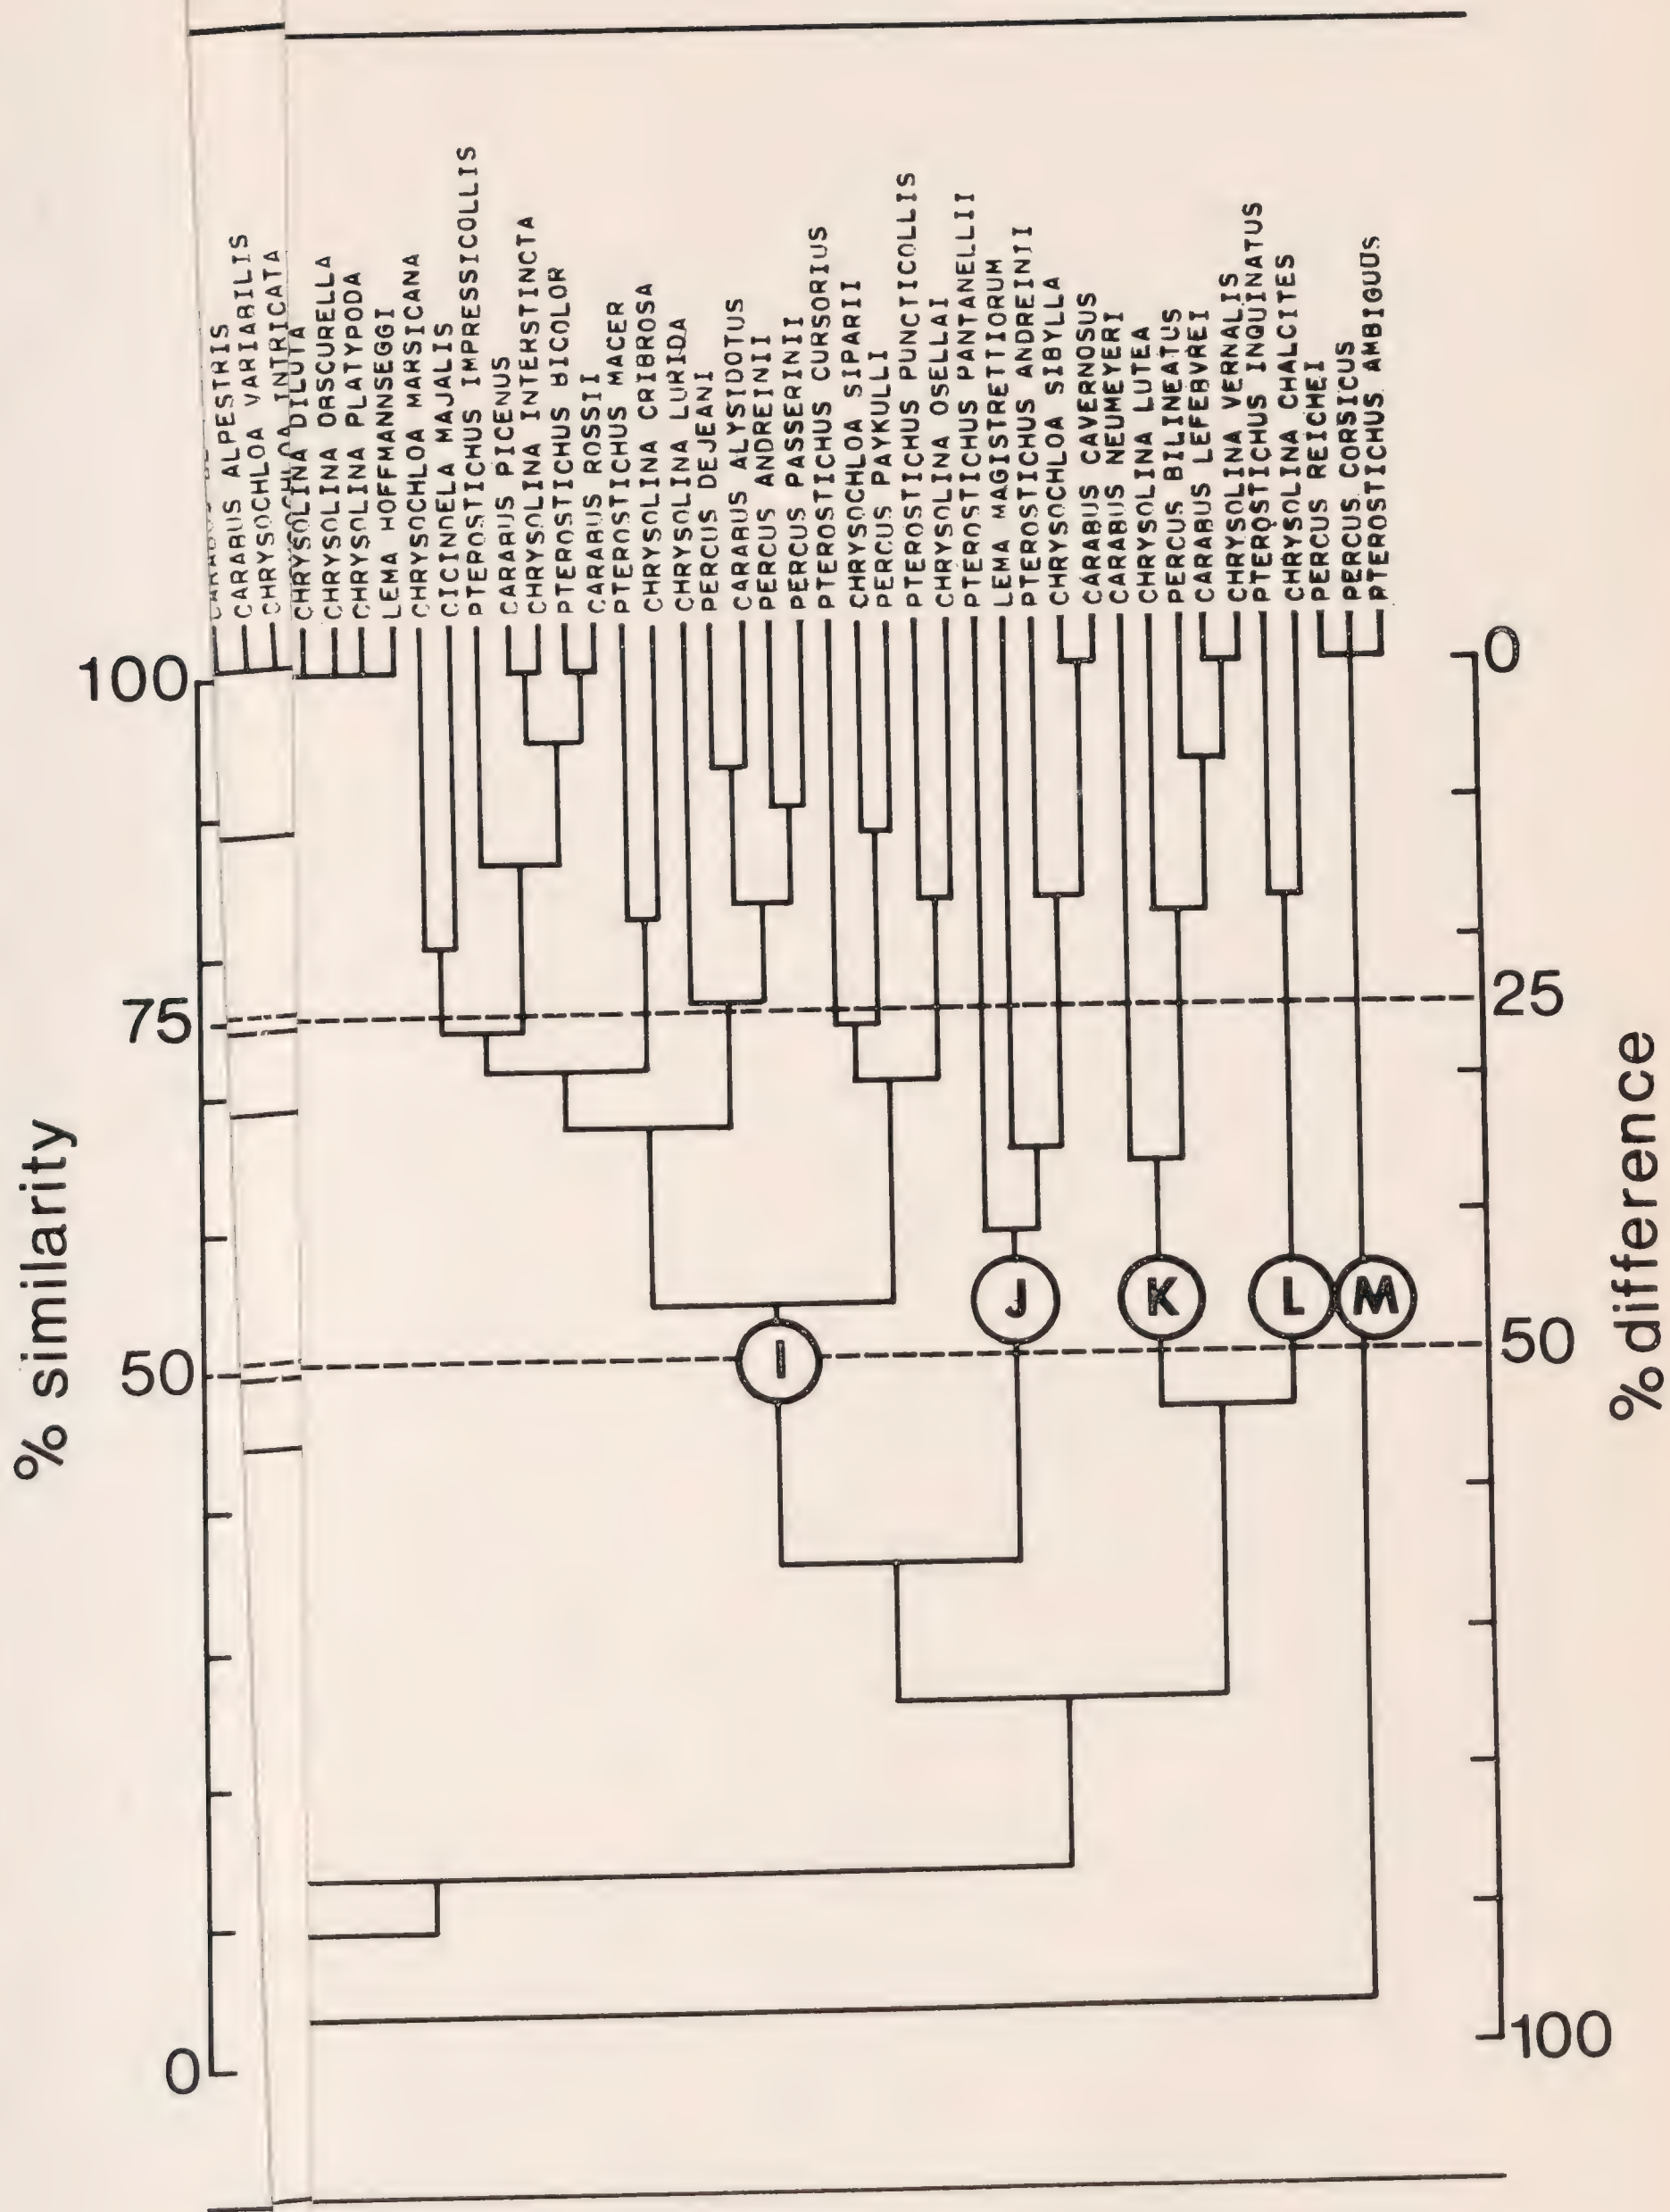 CARABUS ALPESTRIS
CHRYSOCHLOA VARIABILIS
CHRYSOCHLOA INTRICATA
CHRYSOLINA DILUTA
CHRYSOLINA OBSCURELLA
CHRYSOLINA PLATYPODA
LEMA HOFFMANNSEGGI
CHRYSOCHLOA MARSICANA
CICINDELA MAJALIS
PTEROSTICHUS IMPRESSICOLLIS
CARABUS PICENUS
CHRYSOLINA INTERSTINCTA
PTEROSTICHUS BICOLOR
CARABUS ROSSII
PTEROSTICHUS MACER
CHRYSOLINA CRIBROSA
CHRYSOLINA LURIDA
PERCUS DEJEANI
CARABUS ALYSIDOTUS
PERCUS ANDREINII
PERCUS PASSERINII
PTEROSTICHUS CURSORIUS
CHRYSOCHLOA SIPARII
PERCUS PAYKULLI
PTEROSTICHUS PUNCTICOLLIS
CHRYSOLINA OSELLAI
PTEROSTICHUS PANTANELLII
LEMA MAGISTRETTIORUM
PTEROSTICHUS ANDREINII
CHRYSOCHLOA SIBYLLA
CARABUS CAVERNOSUS
CARABUS NEUMEYERI
CHRYSOLINA LUTEA
PERCUS BILINEATUS
CARABUS LEFEBVREI
CHRYSOLINA VERNALIS
PTEROSTICHUS INQUINATUS
CHRYSOLINA CHALCITES
PERCUS REICHEI
PERCUS CORSICUS
PTEROSTICHUS AMBIGUUS
100
75
50
0
% similarity
0
25
50
100
% difference
I
J
K
L
M